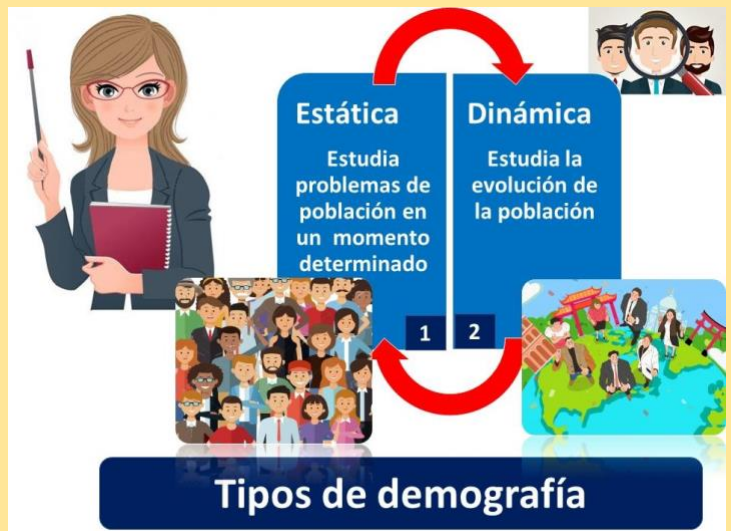 Estática
Estudia
problemas de
población en
un momento
determinado
1
Dinámica
Estudia la
evolución de
la población
2
Tipos de demografía